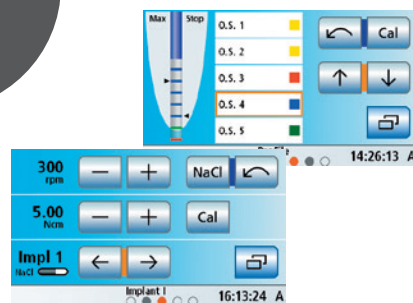 Max Stop
O.S. 1
O.S. 2
O.S. 3
O.S. 4
O.S. 5
Cal
14:26:13 A
300 rpm
NaCl
5.00 Ncm
Cal
Impl 1
NaCl
Implant I
16:13:24 A